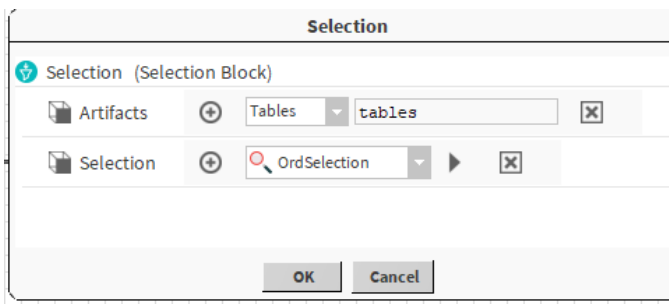 Selection
Selection (Selection Block)
Artifacts Tables tables
Selection OrdSelection
OK Cancel